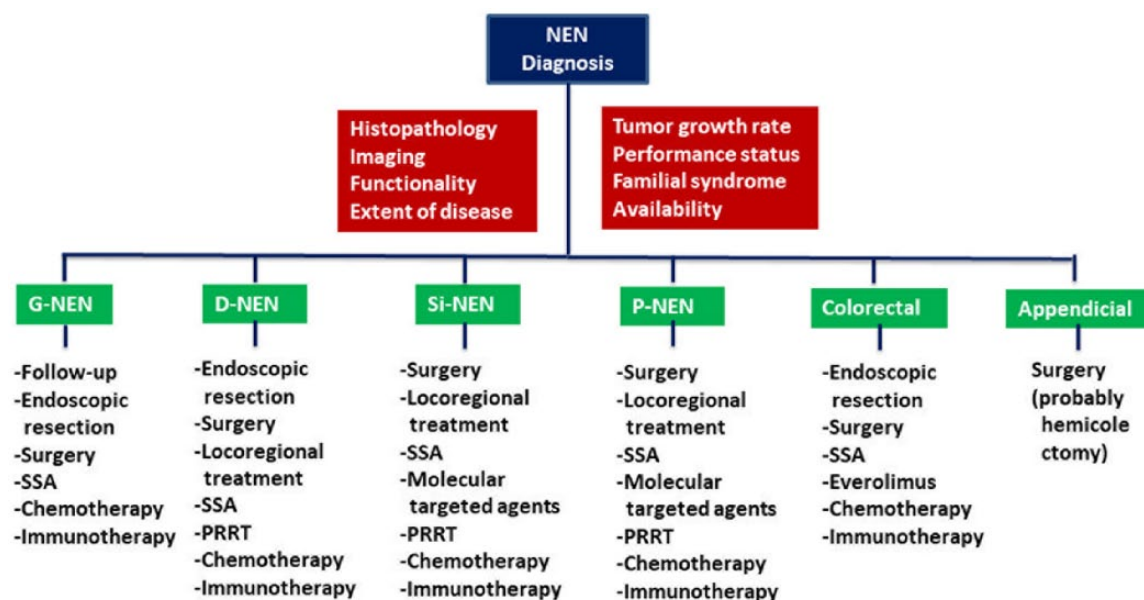 NEN
Diagnosis
Histopathology
Imaging
Functionality
Extent of disease
Tumor growth rate
Performance status
Familial syndrome
Availability
G-NEN
-Follow-up
-Endoscopic
resection
-Surgery
-SSA
-Chemotherapy
-Immunotherapy
D-NEN
-Endoscopic
resection
-Surgery
-Locoregional
treatment
-SSA
-PRRT
-Chemotherapy
-Immunotherapy
Si-NEN
-Surgery
-Locoregional
treatment
-SSA
-Molecular
targeted agents
-PRRT
-Chemotherapy
-Immunotherapy
P-NEN
-Surgery
-Locoregional
treatment
-SSA
-Molecular
targeted agents
-PRRT
-Chemotherapy
-Immunotherapy
Colorectal
-Endoscopic
resection
-Surgery
-SSA
-Everolimus
-Chemotherapy
-Immunotherapy
Appendicial
Surgery
(probably
hemicole
ctomy)